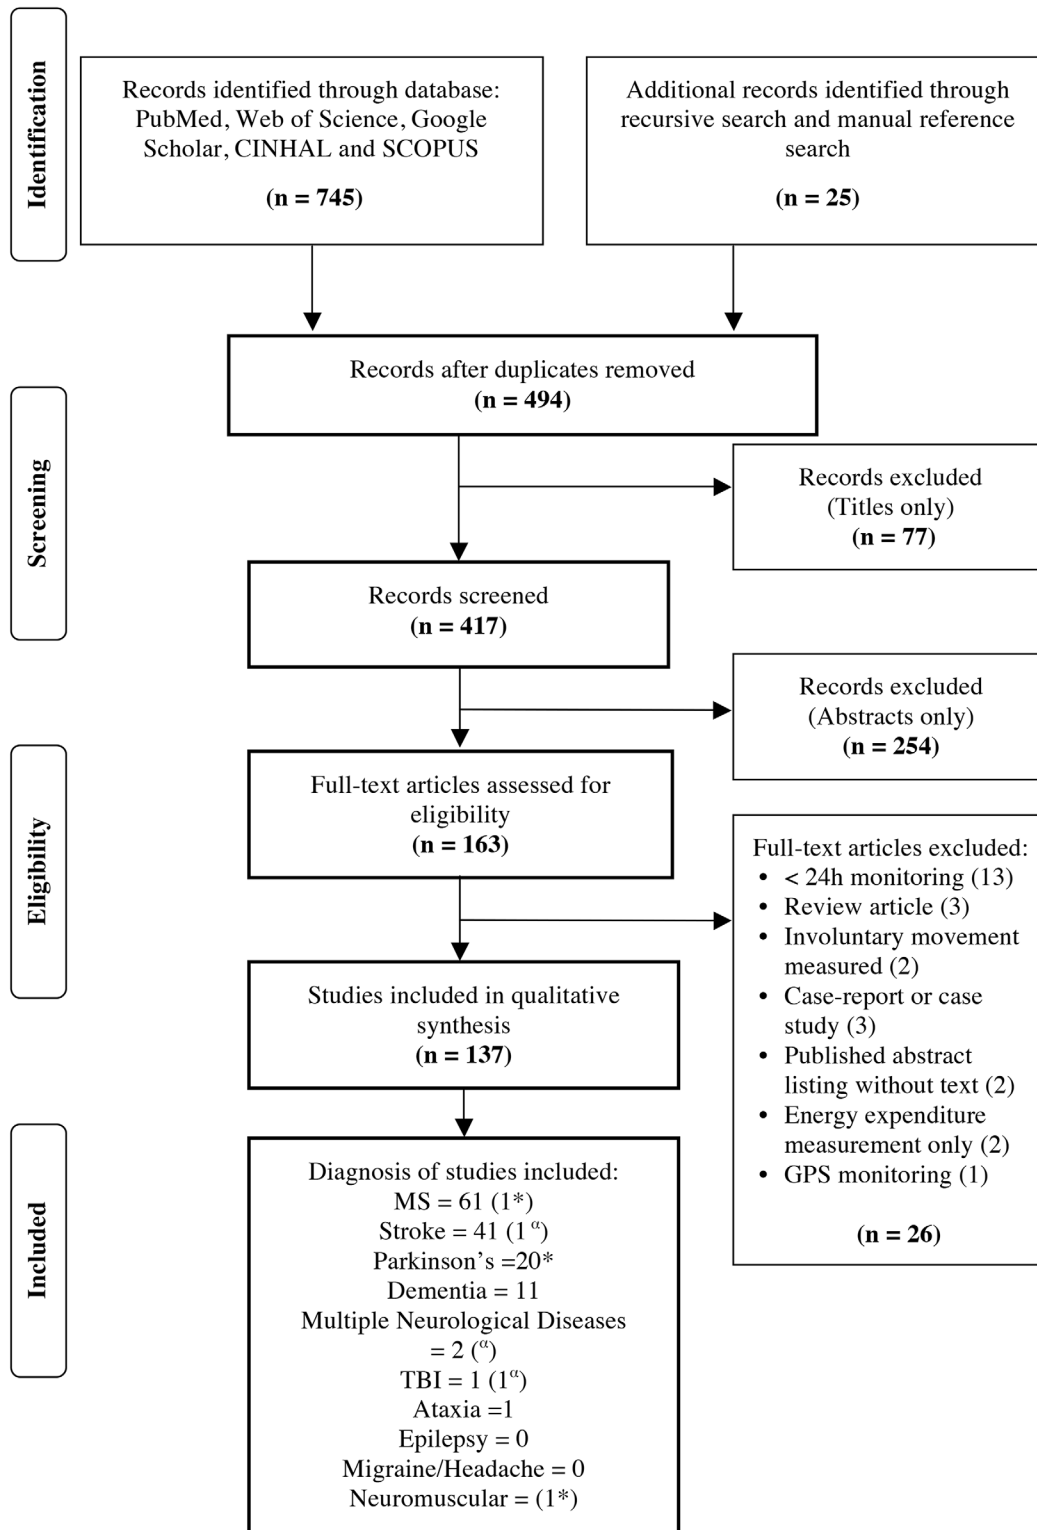 Identification
Records identified through database:
PubMed, Web of Science, Google
Scholar, CINHAL and SCOPUS
(n = 745)
Additional records identified through
recursive search and manual reference
search
(n = 25)
Records after duplicates removed
(n = 494)
Screening
Records excluded
(Titles only)
(n = 77)
Records screened
(n = 417)
Records excluded
(Abstracts only)
(n = 254)
Eligibility
Full-text articles assessed for
eligibility
(n = 163)
Full-text articles excluded:
• < 24h monitoring (13)
• Review article (3)
• Involuntary movement
measured (2)
• Case-report or case
study (3)
• Published abstract
listing without text (2)
• Energy expenditure
measurement only (2)
• GPS monitoring (1)
(n = 26)
Studies included in qualitative
synthesis
(n = 137)
Included
Diagnosis of studies included:
MS = 61 (1*)
Stroke = 41 (1α)
Parkinson’s =20*
Dementia = 11
Multiple Neurological Diseases
= 2 (α)
TBI = 1 (1α)
Ataxia =1
Epilepsy = 0
Migraine/Headache = 0
Neuromuscular = (1*)